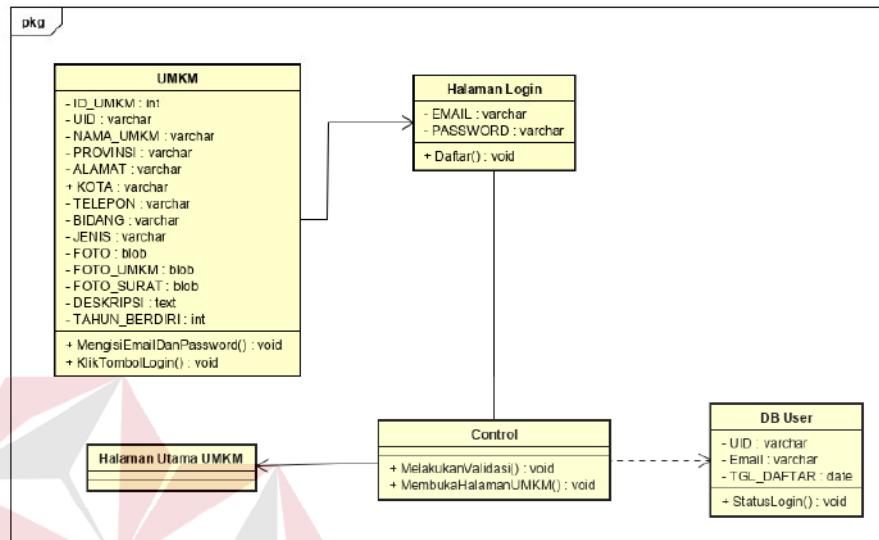 pkg
UMKM
- ID_UMKM : int
- UID : varchar
- NAMA_UMKM : varchar
- PROVINSI : varchar
- ALAMAT : varchar
+ KOTA : varchar
- TELEPON : varchar
- BIDANG : varchar
- JENIS : varchar
- FOTO : blob
- FOTO_UMKM : blob
- FOTO_SURAT : blob
- DESKRIPSI : text
- TAHUN_BERDIRI : int
+ MengisiEmailDanPassword() : void
+ KlikTombolLogin() : void
Halaman Login
- EMAIL : varchar
- PASSWORD : varchar
+ Daftar() : void
Halaman Utama UMKM
Control
+ MelakukanValidasi() : void
+ MembukaHalamanUMKM() : void
DB User
- UID : varchar
- Email : varchar
- TGL_DAFTAR : date
+ StatusLogin() : void